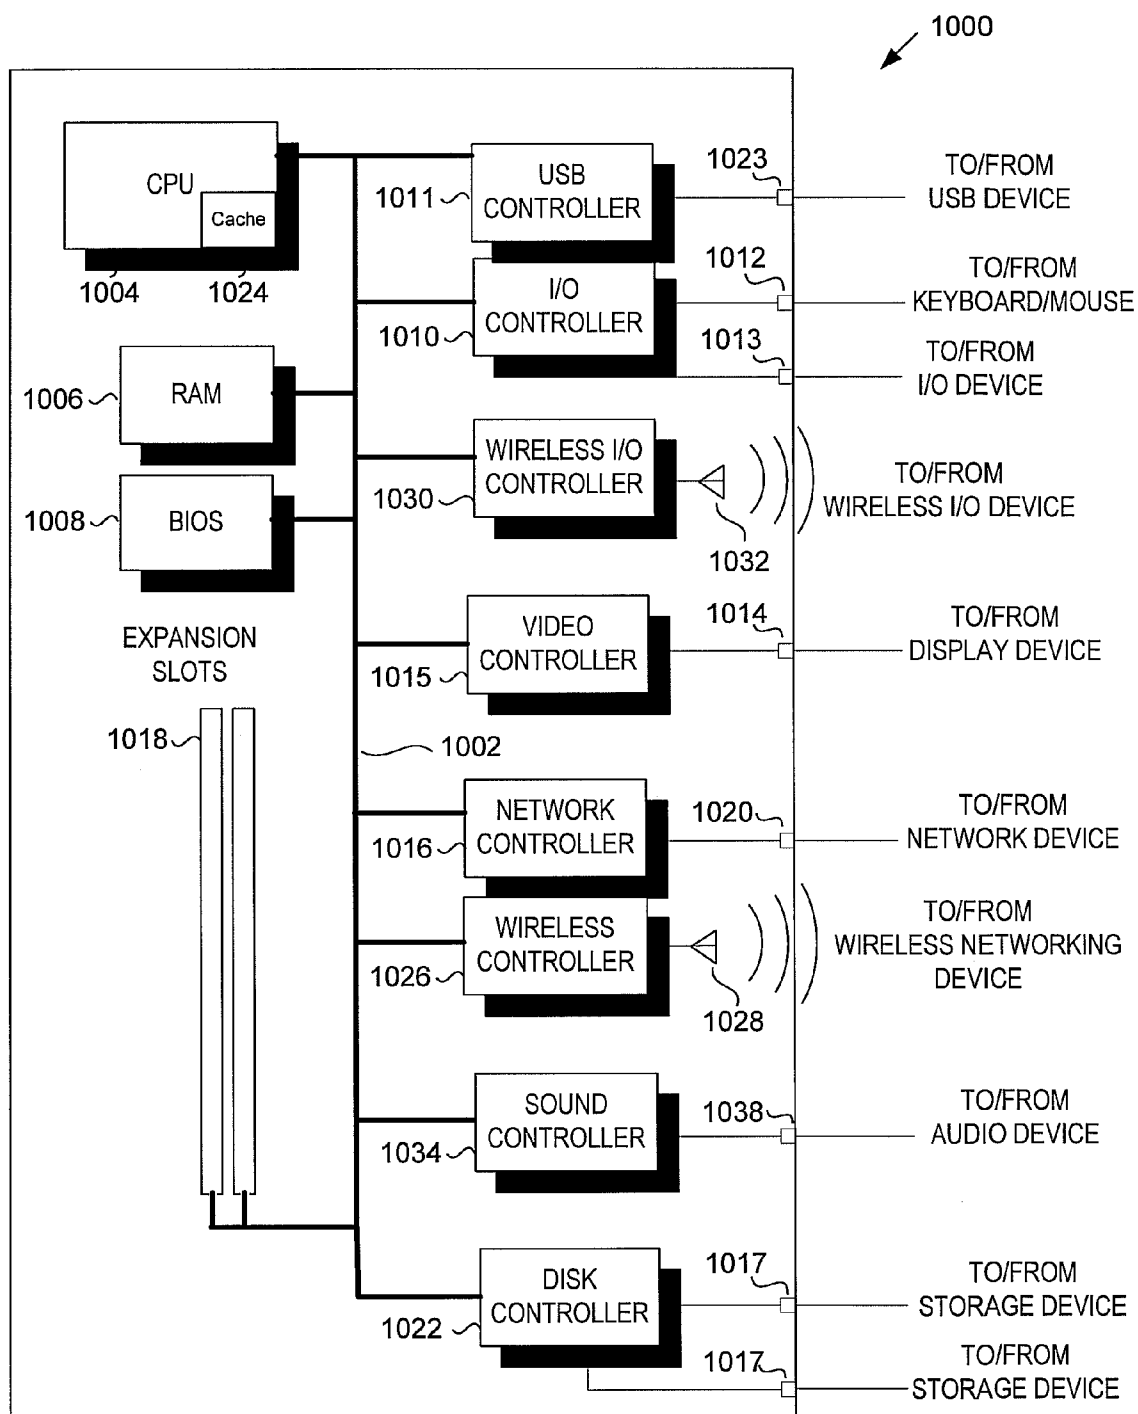 1000
CPU
Cache
1004
1024
USB
CONTROLLER
1011
1023
TO/FROM
USB DEVICE
I/O
CONTROLLER
1010
1012
TO/FROM
KEYBOARD/MOUSE
1013
TO/FROM
I/O DEVICE
RAM
1006
WIRELESS I/O
CONTROLLER
1030
1032
TO/FROM
WIRELESS I/O DEVICE
BIOS
1008
EXPANSION
SLOTS
VIDEO
CONTROLLER
1015
1014
TO/FROM
DISPLAY DEVICE
1018
1002
NETWORK
CONTROLLER
1016
1020
TO/FROM
NETWORK DEVICE
WIRELESS
CONTROLLER
1026
1028
TO/FROM
WIRELESS NETWORKING
DEVICE
SOUND
CONTROLLER
1034
1038
TO/FROM
AUDIO DEVICE
DISK
CONTROLLER
1022
1017
TO/FROM
STORAGE DEVICE
1017
TO/FROM
STORAGE DEVICE